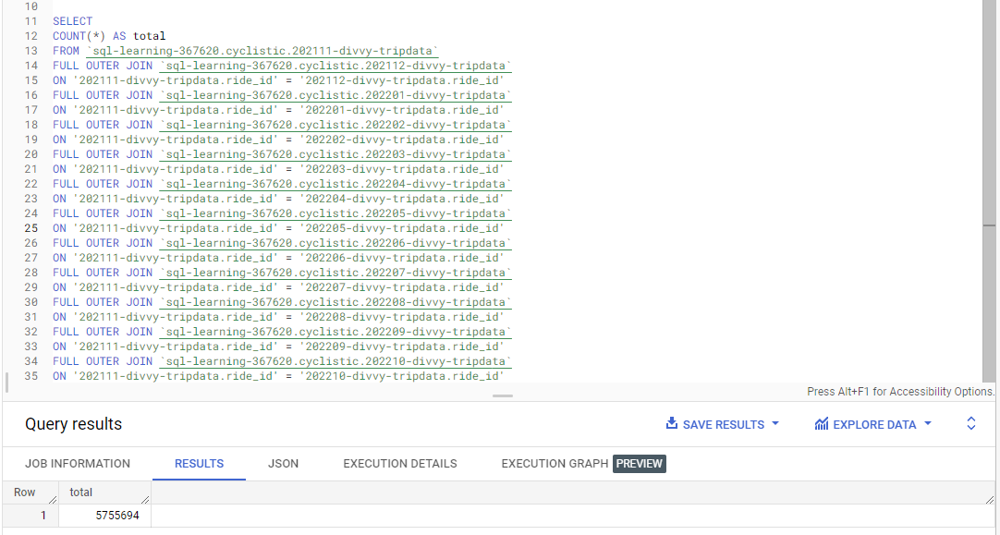 10
11 SELECT
12 COUNT(*) AS total
13 FROM `sql-learning-367620.cyclistic.202111-divvy-tripdata`
14 FULL OUTER JOIN `sql-learning-367620.cyclistic.202112-divvy-tripdata`
15 ON '202111-divvy-tripdata.ride_id' = '202112-divvy-tripdata.ride_id'
16 FULL OUTER JOIN `sql-learning-367620.cyclistic.202201-divvy-tripdata`
17 ON '202111-divvy-tripdata.ride_id' = '202201-divvy-tripdata.ride_id'
18 FULL OUTER JOIN `sql-learning-367620.cyclistic.202202-divvy-tripdata`
19 ON '202111-divvy-tripdata.ride_id' = '202202-divvy-tripdata.ride_id'
20 FULL OUTER JOIN `sql-learning-367620.cyclistic.202203-divvy-tripdata`
21 ON '202111-divvy-tripdata.ride_id' = '202203-divvy-tripdata.ride_id'
22 FULL OUTER JOIN `sql-learning-367620.cyclistic.202204-divvy-tripdata`
23 ON '202111-divvy-tripdata.ride_id' = '202204-divvy-tripdata.ride_id'
24 FULL OUTER JOIN `sql-learning-367620.cyclistic.202205-divvy-tripdata`
25 ON '202111-divvy-tripdata.ride_id' = '202205-divvy-tripdata.ride_id'
26 FULL OUTER JOIN `sql-learning-367620.cyclistic.202206-divvy-tripdata`
27 ON '202111-divvy-tripdata.ride_id' = '202206-divvy-tripdata.ride_id'
28 FULL OUTER JOIN `sql-learning-367620.cyclistic.202207-divvy-tripdata`
29 ON '202111-divvy-tripdata.ride_id' = '202207-divvy-tripdata.ride_id'
30 FULL OUTER JOIN `sql-learning-367620.cyclistic.202208-divvy-tripdata`
31 ON '202111-divvy-tripdata.ride_id' = '202208-divvy-tripdata.ride_id'
32 FULL OUTER JOIN `sql-learning-367620.cyclistic.202209-divvy-tripdata`
33 ON '202111-divvy-tripdata.ride_id' = '202209-divvy-tripdata.ride_id'
34 FULL OUTER JOIN `sql-learning-367620.cyclistic.202210-divvy-tripdata`
35 ON '202111-divvy-tripdata.ride_id' = '202210-divvy-tripdata.ride_id'
Press Alt+F1 for Accessibility Options.
Query results SAVE RESULTS EXPLORE DATA
JOB INFORMATION RESULTS JSON EXECUTION DETAILS EXECUTION GRAPH PREVIEW
Row total
1 5755694